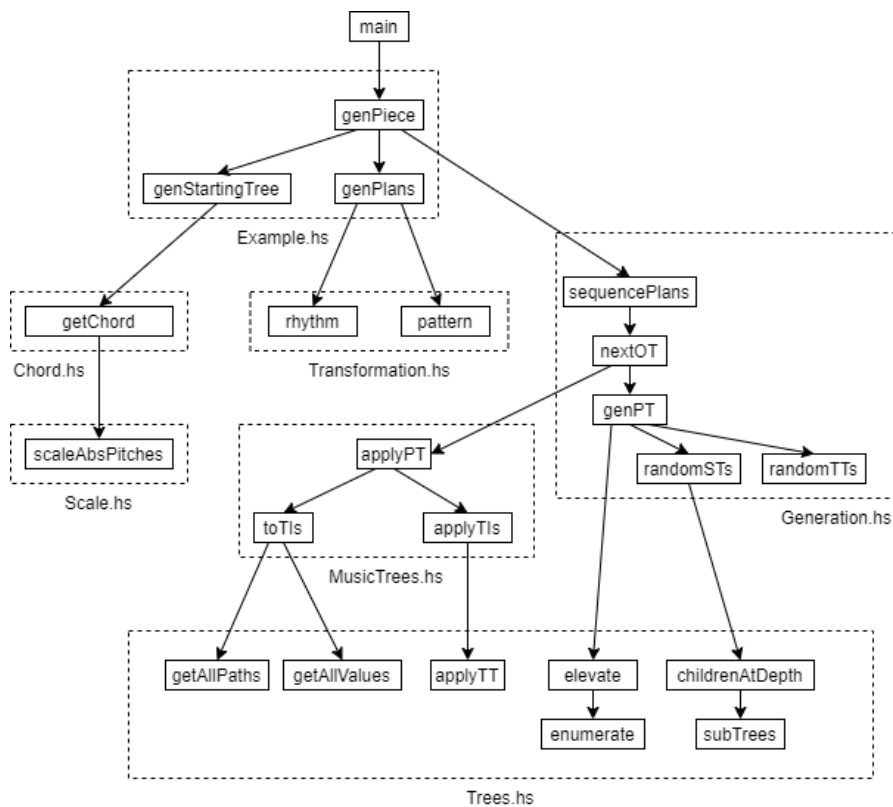 main
genPiece
genStartingTree
genPlans
Example.hs
sequencePlans
getChord
rhythm
pattern
nextOT
Chord.hs
Transformation.hs
genPT
scaleAbsPitches
applyPT
randomSTs
randomTTs
Scale.hs
Generation.hs
toTIs
applyTIs
MusicTrees.hs
getAllPaths
getAllValues
applyTT
elevate
childrenAtDepth
enumerate
subTrees
Trees.hs